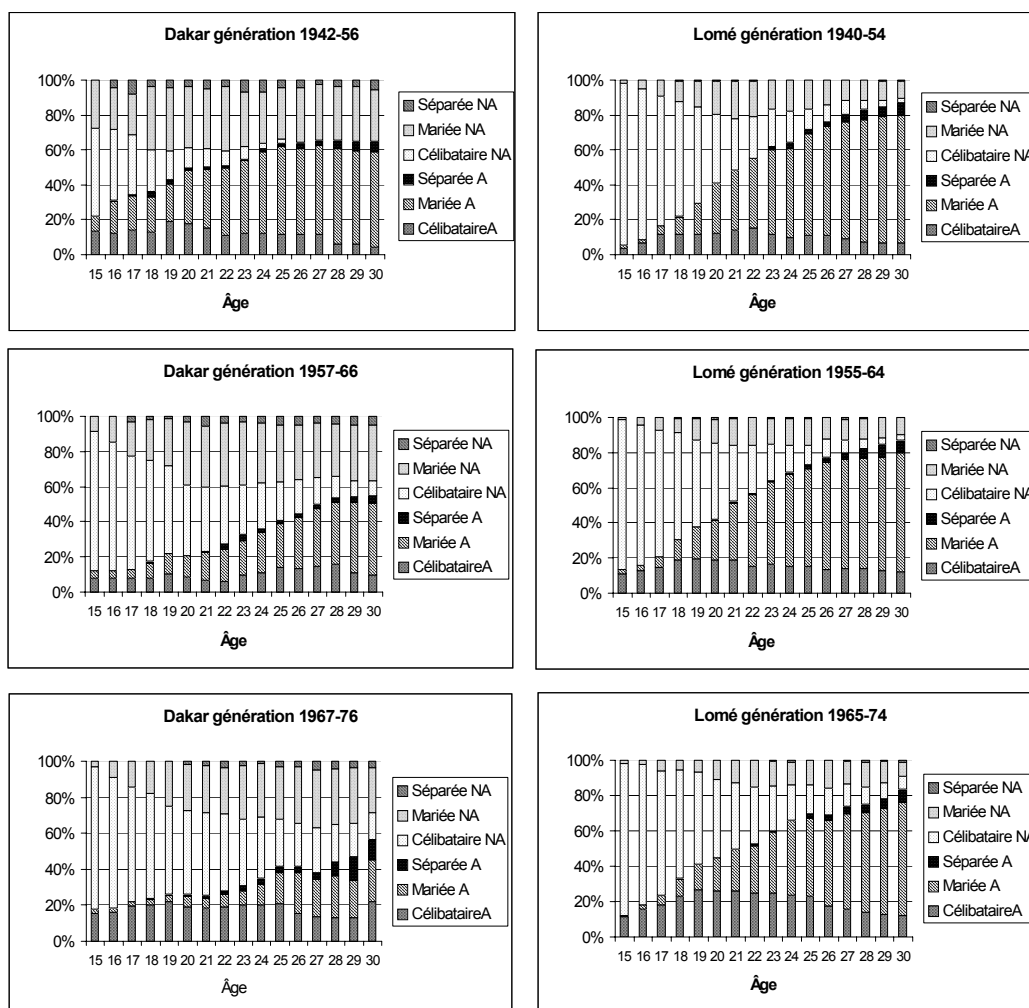 Dakar génération 1942-56
100%
80%
60%
40%
20%
0%
15 16 17 18 19 20 21 22 23 24 25 26 27 28 29 30
Âge
Séparée NA
Mariée NA
Célibataire NA
Séparée A
Mariée A
CélibataireA
Lomé génération 1940-54
100%
80%
60%
40%
20%
0%
15 16 17 18 19 20 21 22 23 24 25 26 27 28 29 30
Âge
Séparée NA
Mariée NA
Célibataire NA
Séparée A
Mariée A
CélibataireA
Dakar génération 1957-66
100%
80%
60%
40%
20%
0%
15 16 17 18 19 20 21 22 23 24 25 26 27 28 29 30
Âge
Séparée NA
Mariée NA
Célibataire NA
Séparée A
Mariée A
CélibataireA
Lomé génération 1955-64
100%
80%
60%
40%
20%
0%
15 16 17 18 19 20 21 22 23 24 25 26 27 28 29 30
Âge
Séparée NA
Mariée NA
Célibataire NA
Séparée A
Mariée A
CélibataireA
Dakar génération 1967-76
100%
80%
60%
40%
20%
0%
15 16 17 18 19 20 21 22 23 24 25 26 27 28 29 30
Âge
Séparée NA
Mariée NA
Célibataire NA
Séparée A
Mariée A
CélibataireA
Lomé génération 1965-74
100%
80%
60%
40%
20%
0%
15 16 17 18 19 20 21 22 23 24 25 26 27 28 29 30
Âge
Séparée NA
Mariée NA
Célibataire NA
Séparée A
Mariée A
CélibataireA